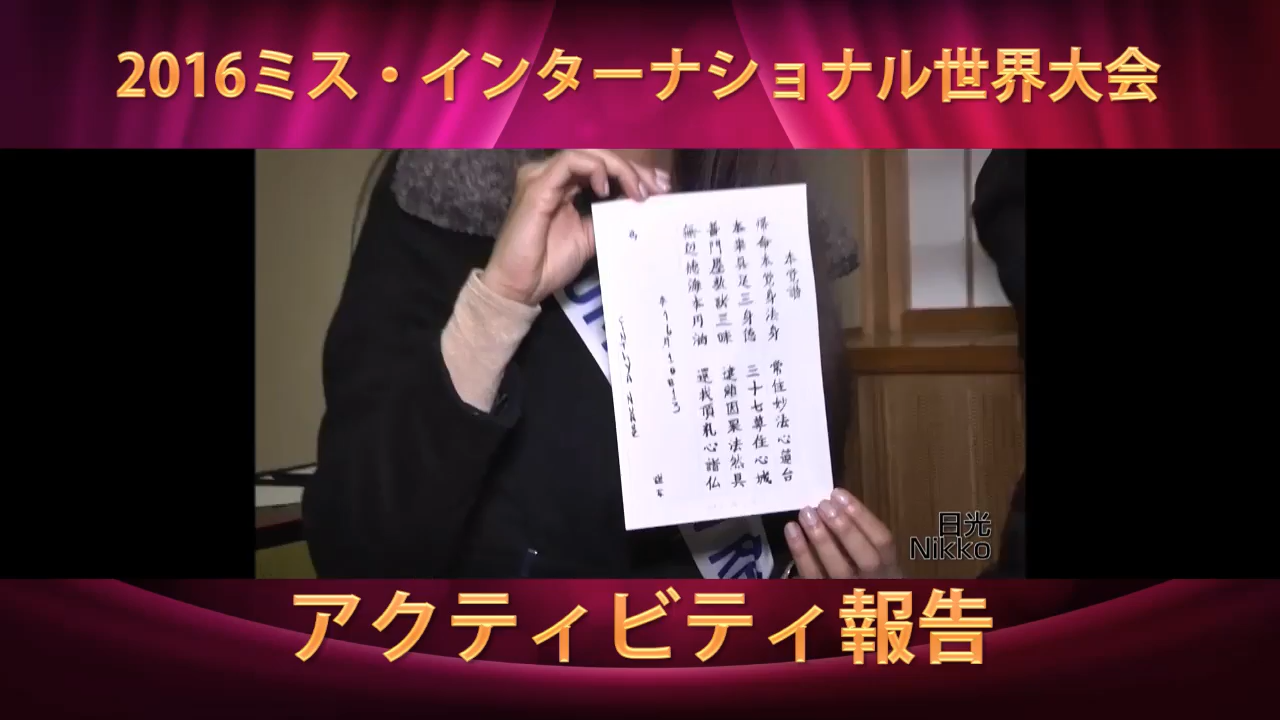 2016ミス・インターナショナル世界大会
本覚讃
帰命本覚身法身 常住妙法心蓮台
本来具足三身徳 三十七尊住心城
普門塵数諸三昧 遠離因果法然具
無辺徳海本円満 還我頂礼心諸仏
謹写
日光
Nikko
アクティビティ報告